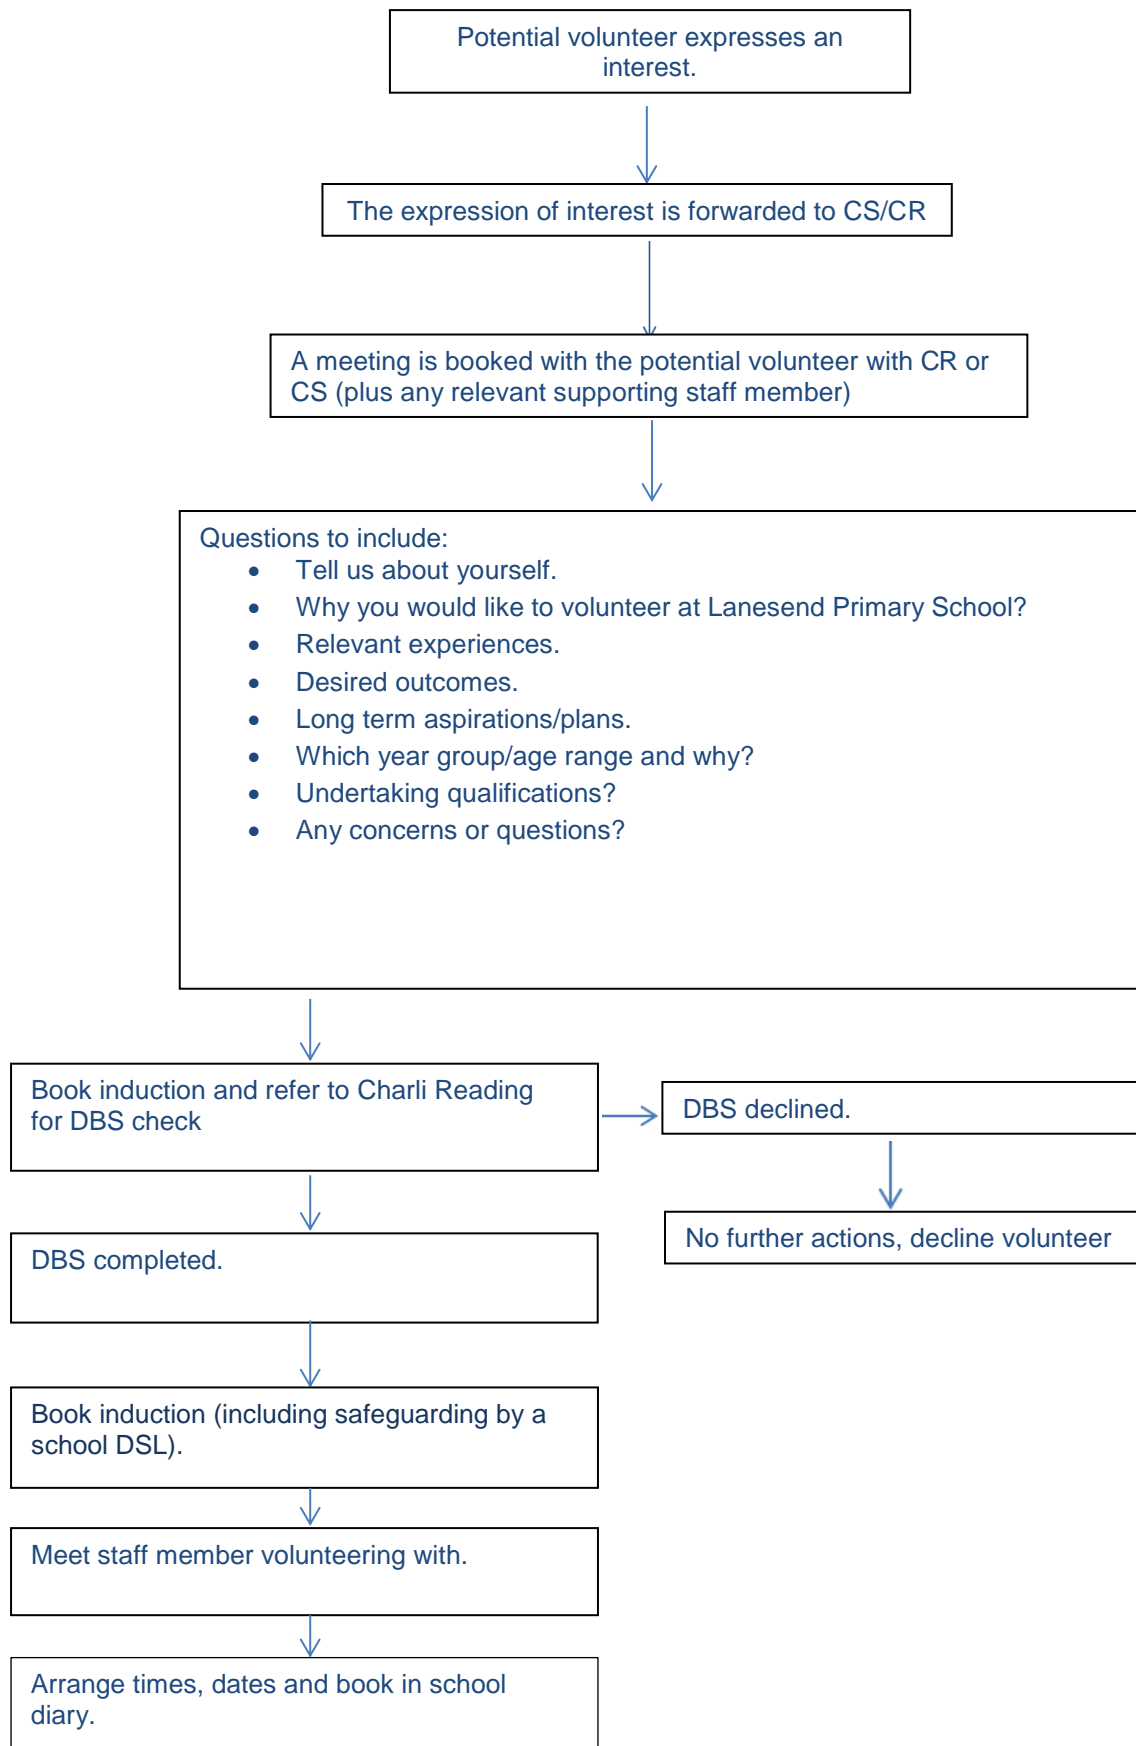 Potential volunteer expresses an
interest.
The expression of interest is forwarded to CS/CR
A meeting is booked with the potential volunteer with CR or
CS (plus any relevant supporting staff member)
Questions to include:
• Tell us about yourself.
• Why you would like to volunteer at Lanesend Primary School?
• Relevant experiences.
• Desired outcomes.
• Long term aspirations/plans.
• Which year group/age range and why?
• Undertaking qualifications?
• Any concerns or questions?
Book induction and refer to Charli Reading
for DBS check
DBS declined.
No further actions, decline volunteer
DBS completed.
Book induction (including safeguarding by a
school DSL).
Meet staff member volunteering with.
Arrange times, dates and book in school
diary.